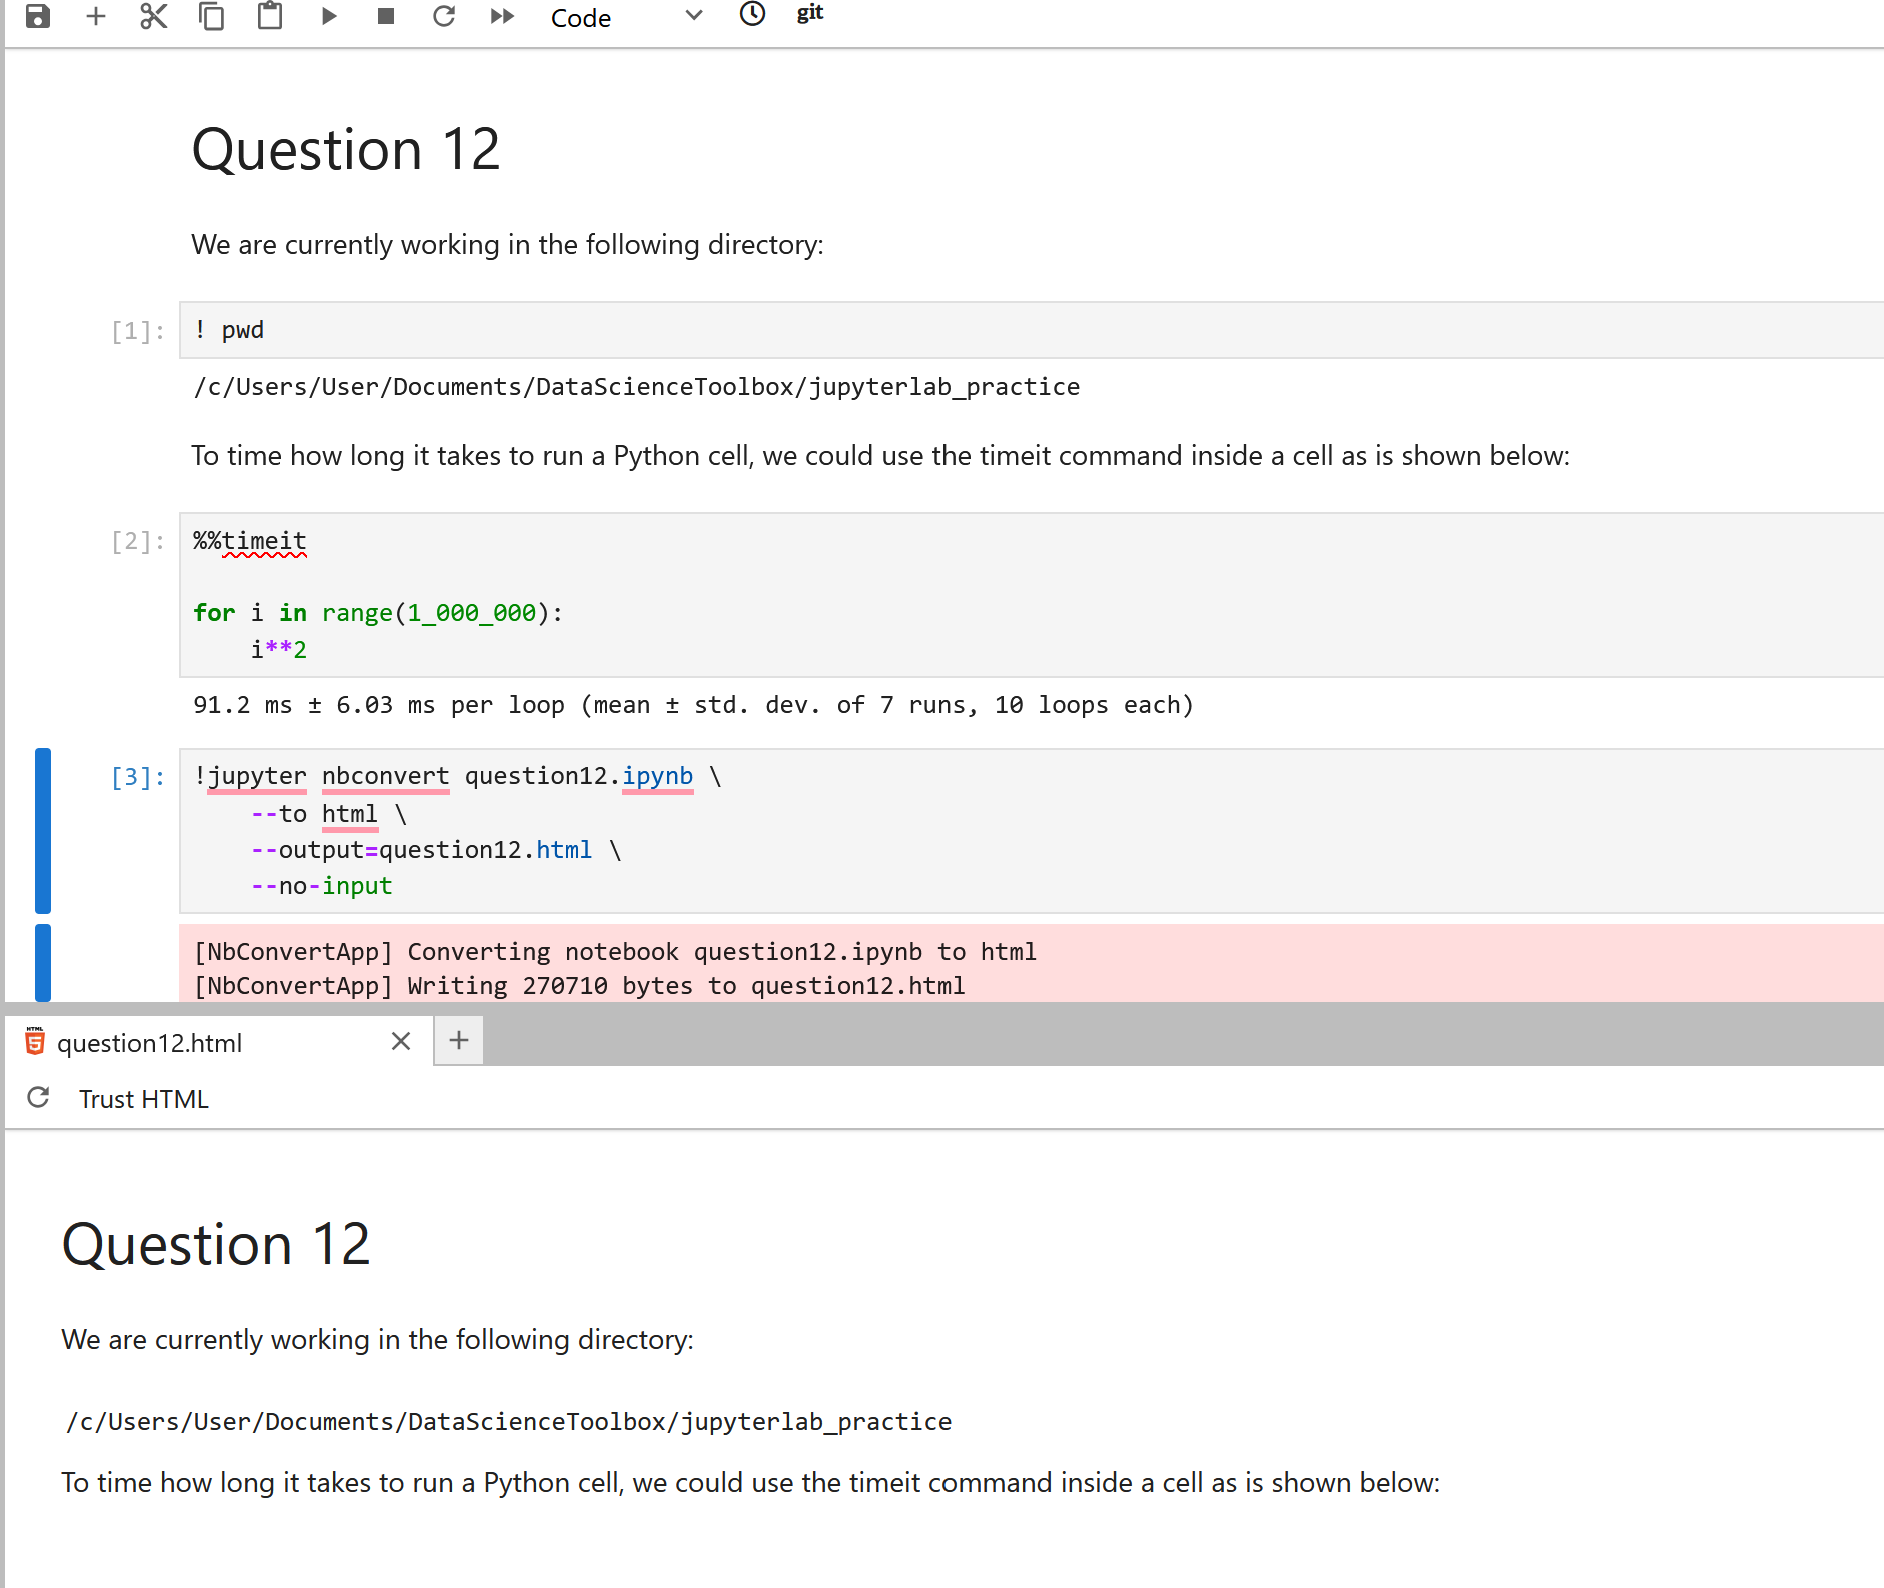 Code
git
Question 12
We are currently working in the following directory:
[1]:
! pwd
/c/Users/User/Documents/DataScienceToolbox/jupyterlab_practice
To time how long it takes to run a Python cell, we could use the timeit command inside a cell as is shown below:
[2]:
%%timeit
for i in range(1_000_000):
    i**2
91.2 ms ± 6.03 ms per loop (mean ± std. dev. of 7 runs, 10 loops each)
[3]:
!jupyter nbconvert question12.ipynb \
    --to html \
    --output=question12.html \
    --no-input
[NbConvertApp] Converting notebook question12.ipynb to html
[NbConvertApp] Writing 270710 bytes to question12.html
HTML 5 question12.html
Trust HTML
Question 12
We are currently working in the following directory:
/c/Users/User/Documents/DataScienceToolbox/jupyterlab_practice
To time how long it takes to run a Python cell, we could use the timeit command inside a cell as is shown below: